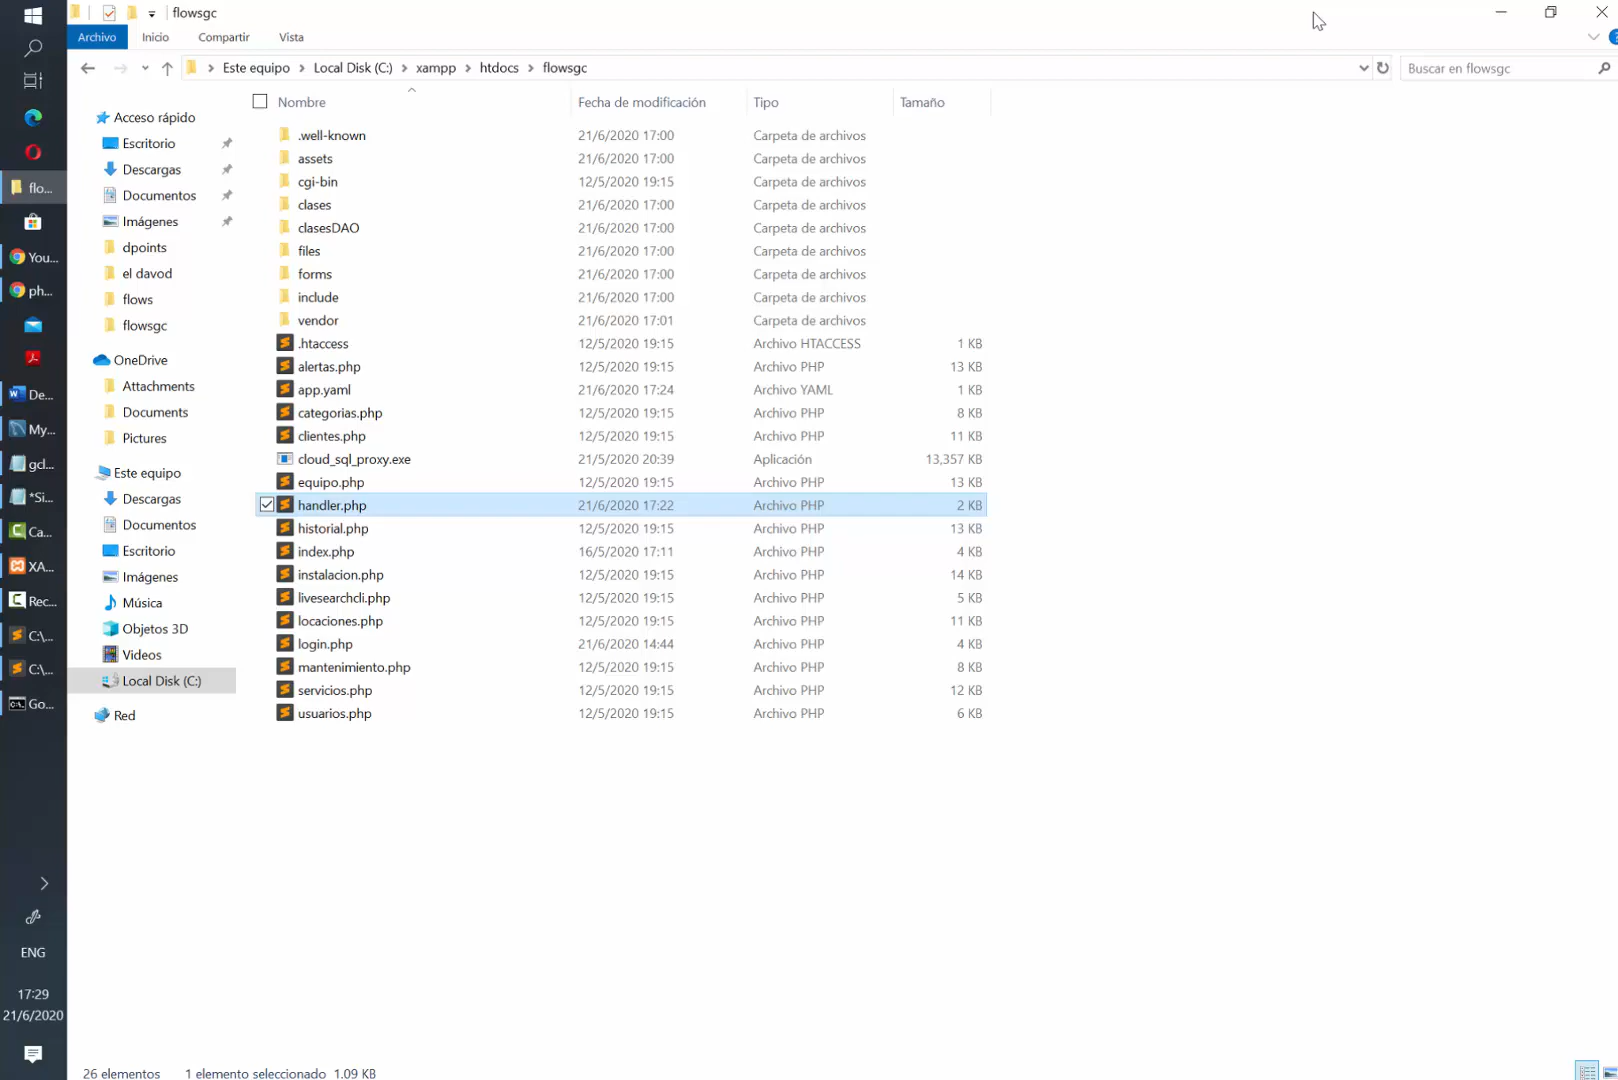 flowsgc
Archivo Inicio Compartir Vista
Este equipo Local Disk (C:) xampp htdocs flowsgc Buscar en flowsgc
Nombre Fecha de modificación Tipo Tamaño
Acceso rápido
Escritorio
Descargas
Documentos
Imágenes
dpoints
el davod
flows
flowsgc
OneDrive
Attachments
Documents
Pictures
Este equipo
Descargas
Documentos
Escritorio
Imágenes
Música
Objetos 3D
Videos
Local Disk (C:)
Red
.well-known 21/6/2020 17:00 Carpeta de archivos
assets 21/6/2020 17:00 Carpeta de archivos
cgi-bin 12/5/2020 19:15 Carpeta de archivos
clases 21/6/2020 17:00 Carpeta de archivos
clasesDAO 21/6/2020 17:00 Carpeta de archivos
files 21/6/2020 17:00 Carpeta de archivos
forms 21/6/2020 17:00 Carpeta de archivos
include 21/6/2020 17:00 Carpeta de archivos
vendor 21/6/2020 17:01 Carpeta de archivos
.htaccess 12/5/2020 19:15 Archivo HTACCESS 1 KB
alertas.php 12/5/2020 19:15 Archivo PHP 13 KB
app.yaml 21/6/2020 17:24 Archivo YAML 1 KB
categorias.php 12/5/2020 19:15 Archivo PHP 8 KB
clientes.php 12/5/2020 19:15 Archivo PHP 11 KB
cloud_sql_proxy.exe 21/5/2020 20:39 Aplicación 13,357 KB
equipo.php 12/5/2020 19:15 Archivo PHP 13 KB
handler.php 21/6/2020 17:22 Archivo PHP 2 KB
historial.php 12/5/2020 19:15 Archivo PHP 13 KB
index.php 16/5/2020 17:11 Archivo PHP 4 KB
instalacion.php 12/5/2020 19:15 Archivo PHP 14 KB
livesearchcli.php 12/5/2020 19:15 Archivo PHP 5 KB
locaciones.php 12/5/2020 19:15 Archivo PHP 11 KB
login.php 21/6/2020 14:44 Archivo PHP 4 KB
mantenimiento.php 12/5/2020 19:15 Archivo PHP 8 KB
servicios.php 12/5/2020 19:15 Archivo PHP 12 KB
usuarios.php 12/5/2020 19:15 Archivo PHP 6 KB
flo...
You...
ph...
De...
My...
gcl...
*Si...
Ca...
XA...
Rec...
C:\...
C:\...
Go...
ENG
17:29
21/6/2020
26 elementos 1 elemento seleccionado 1.09 KB